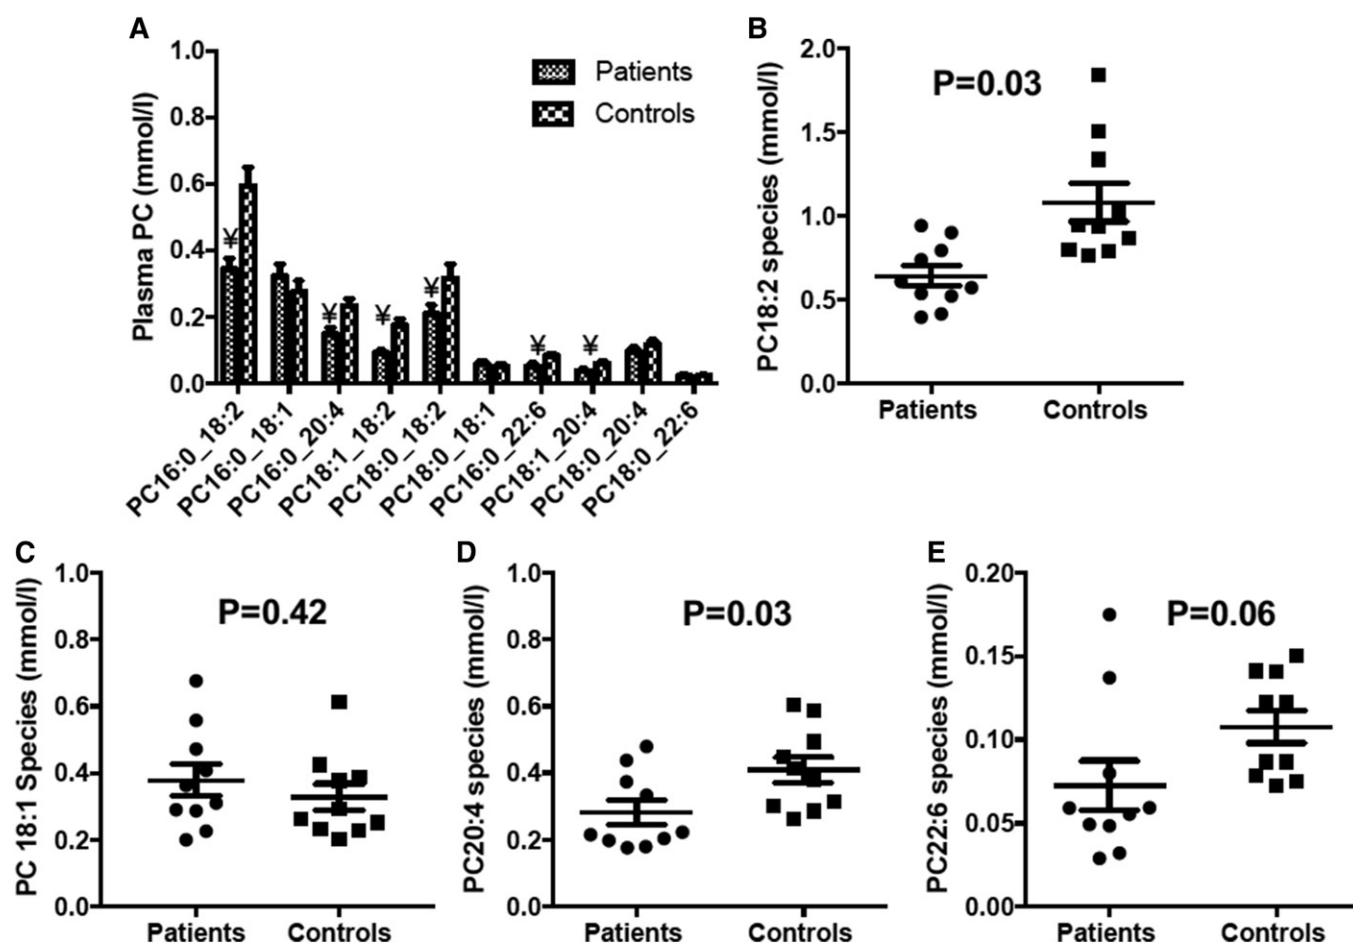 A
Plasma PC (mmol/l)
1.0
0.8
0.6
0.4
0.2
0.0
Patients
Controls
¥
¥
¥
¥
¥
¥
PC16:0_18:2
PC16:0_18:1
PC16:0_20:4
PC18:1_18:2
PC18:0_18:2
PC18:0_18:1
PC16:0_22:6
PC18:1_20:4
PC18:0_20:4
PC18:0_22:6
B
PC18:2 species (mmol/l)
2.0
1.5
1.0
0.5
0.0
P=0.03
Patients
Controls
C
PC 18:1 Species (mmol/l)
1.0
0.8
0.6
0.4
0.2
0.0
P=0.42
Patients
Controls
D
PC20:4 species (mmol/l)
1.0
0.8
0.6
0.4
0.2
0.0
P=0.03
Patients
Controls
E
PC22:6 species (mmol/l)
0.20
0.15
0.10
0.05
0.00
P=0.06
Patients
Controls